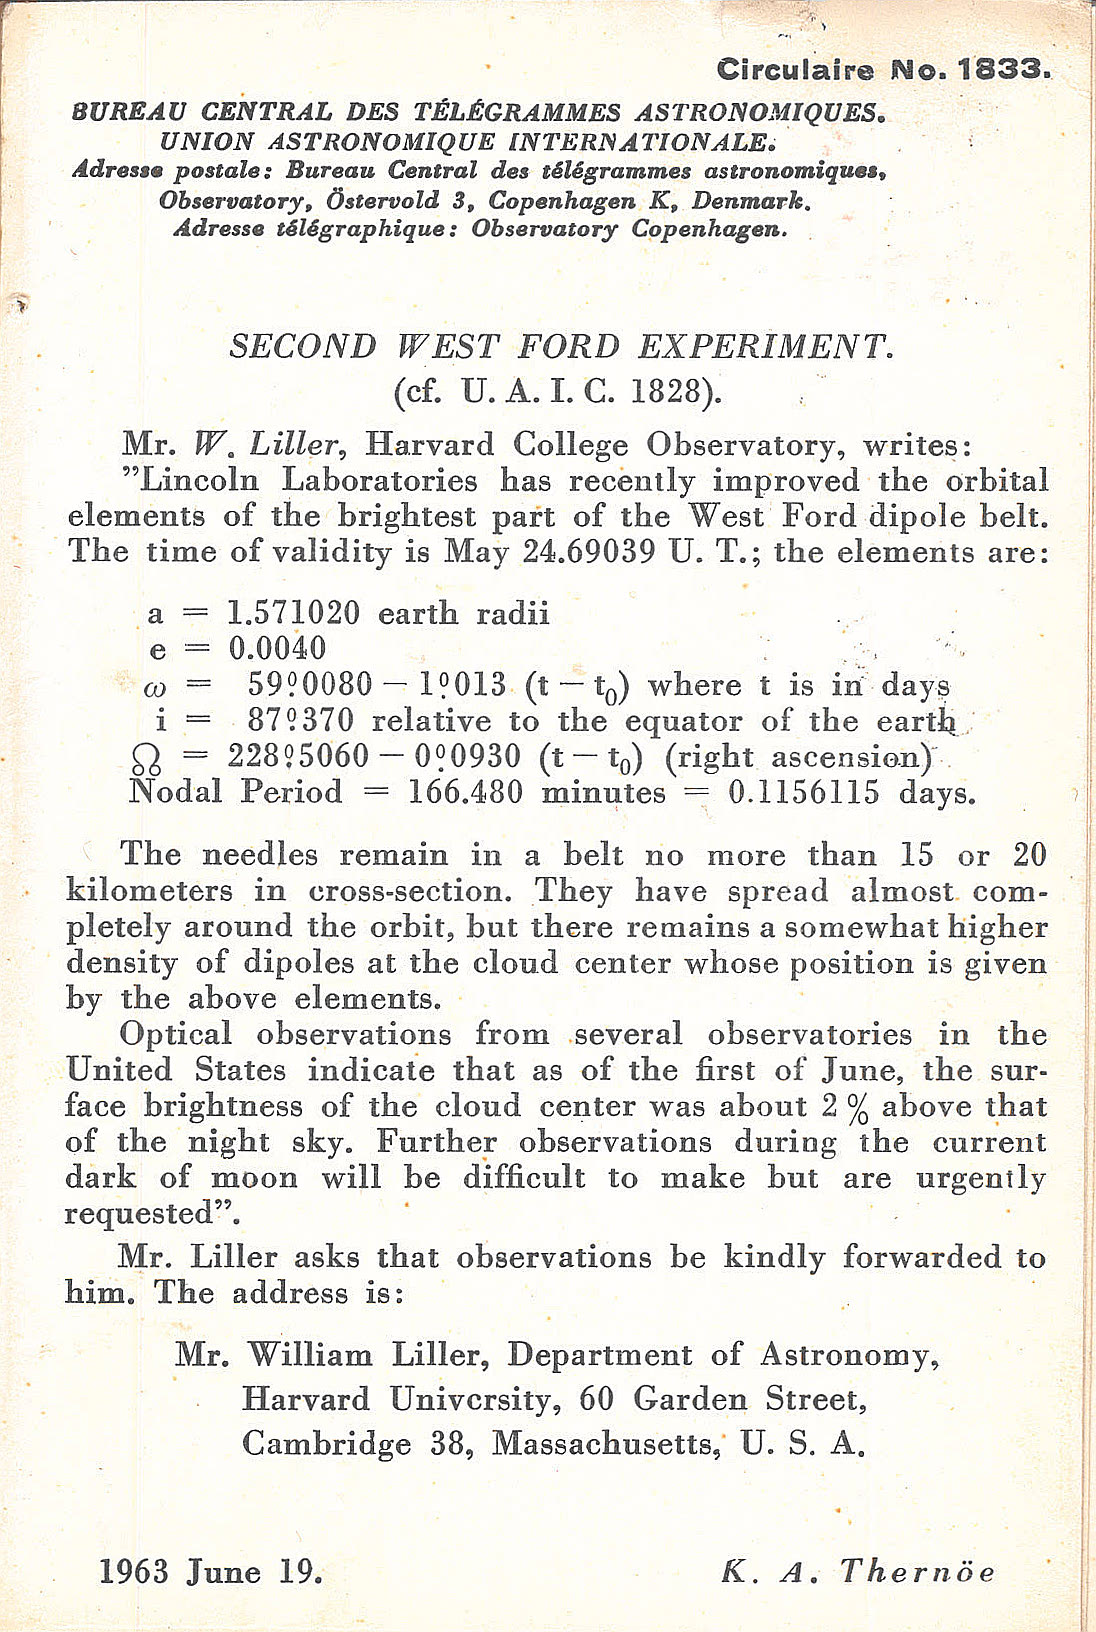 Circulaire No. 1833.
BUREAU CENTRAL DES TÉLÉGRAMMES ASTRONOMIQUES.
UNION ASTRONOMIQUE INTERNATIONALE.
Adresse postale: Bureau Central des télégrammes astronomiques,
Observatory, Östervold 3, Copenhagen K, Denmark.
Adresse télégraphique: Observatory Copenhagen.
SECOND WEST FORD EXPERIMENT.
(cf. U. A. I. C. 1828).
Mr. W. Liller, Harvard College Observatory, writes:
”Lincoln Laboratories has recently improved the orbital
elements of the brightest part of the West Ford dipole belt.
The time of validity is May 24.69039 U. T.; the elements are:
a = 1.571020 earth radii
e = 0.0040
ω = 59°.0080 – 1°.013 (t – t₀) where t is in days
i = 87°.370 relative to the equator of the earth
☊ = 228°.5060 – 0°.0930 (t – t₀) (right ascension)
Nodal Period = 166.480 minutes = 0.1156115 days.
The needles remain in a belt no more than 15 or 20
kilometers in cross-section. They have spread almost com-
pletely around the orbit, but there remains a somewhat higher
density of dipoles at the cloud center whose position is given
by the above elements.
Optical observations from several observatories in the
United States indicate that as of the first of June, the sur-
face brightness of the cloud center was about 2 % above that
of the night sky. Further observations during the current
dark of moon will be difficult to make but are urgently
requested”.
Mr. Liller asks that observations be kindly forwarded to
him. The address is:
Mr. William Liller, Department of Astronomy,
Harvard University, 60 Garden Street,
Cambridge 38, Massachusetts, U. S. A.
1963 June 19. K. A. Thernöe